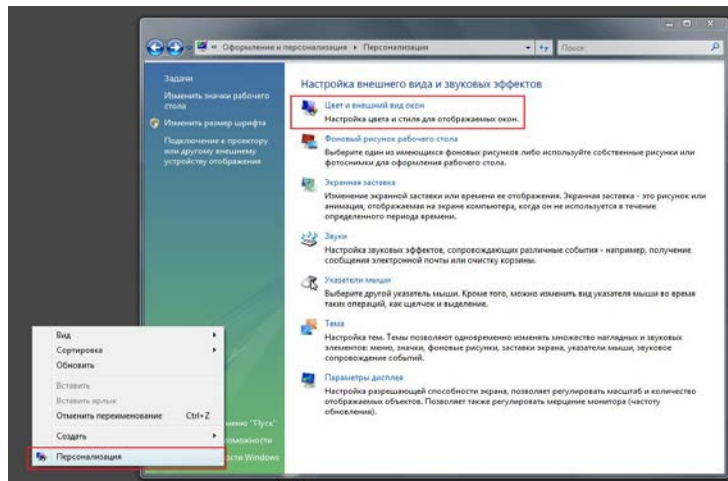 « Оформление и персонализация ▸ Персонализация
Поиск
Задачи
Изменить значки рабочего
стола
Изменить размер шрифта
Подключение к проектору
или другому внешнему
устройству отображения
Настройка внешнего вида и звуковых эффектов
Цвет и внешний вид окон
Настройка цвета и стиля для отображаемых окон.
Фоновый рисунок рабочего стола
Выберите один из имеющихся фоновых рисунков либо используйте собственные рисунки или
фотоснимки для оформления рабочего стола.
Экранная заставка
Изменение экранной заставки или времени ее отображения. Экранная заставка - это рисунок или
анимация, отображаемая на экране компьютера, когда он не используется в течение
определенного периода времени.
Звуки
Настройка звуковых эффектов, сопровождающих различные события - например, получение
сообщения электронной почты или очистку корзины.
Указатели мыши
Выберите другой указатель мыши. Кроме того, можно изменить вид указателя мыши во время
таких операций, как щелчок и выделение.
Тема
Настройка тем. Темы позволяют одновременно изменять множество наглядных и звуковых
элементов: меню, значки, фоновые рисунки, заставки экрана, указатели мыши, звуковое
сопровождение событий.
Параметры дисплея
Настройка разрешающей способности экрана, позволяет регулировать масштаб и количество
отображаемых объектов. Позволяет также регулировать мерцание монитора (частоту
обновления).
меню "Пуск"
Windows
Вид
Сортировка
Обновить
Вставить
Вставить ярлык
Отменить переименование Ctrl+Z
Создать
Персонализация